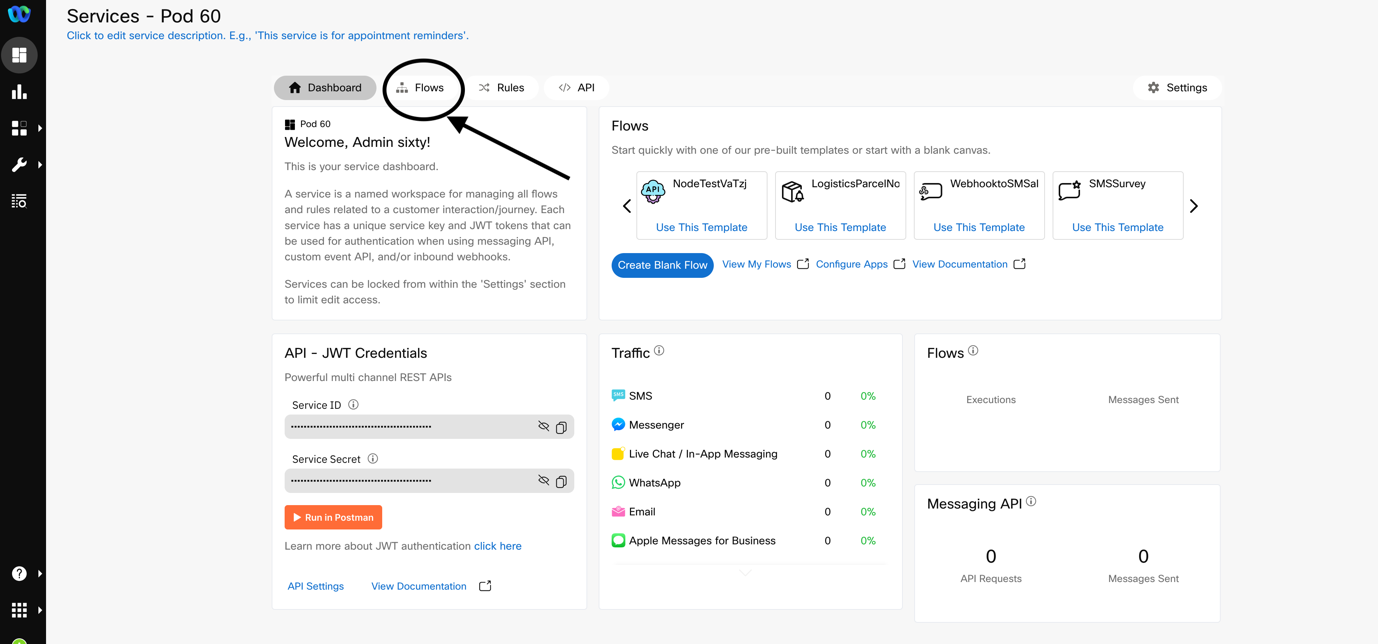 Services - Pod 60
Click to edit service description. E.g., 'This service is for appointment reminders'.
Dashboard
Flows
Rules
</> API
Settings
Pod 60
Welcome, Admin sixty!
This is your service dashboard.
A service is a named workspace for managing all flows
and rules related to a customer interaction/journey. Each
service has a unique service key and JWT tokens that can
be used for authentication when using messaging API,
custom event API, and/or inbound webhooks.
Services can be locked from within the 'Settings' section
to limit edit access.
Flows
Start quickly with one of our pre-built templates or start with a blank canvas.
API
NodeTestVaTzj
Use This Template
LogisticsParcelNo
Use This Template
WebhooktoSMSal
Use This Template
SMSSurvey
Use This Template
Create Blank Flow
View My Flows
Configure Apps
View Documentation
API - JWT Credentials
Powerful multi channel REST APIs
Service ID
Service Secret
Run in Postman
Learn more about JWT authentication click here
API Settings
View Documentation
Traffic
SMS SMS 0 0%
Messenger 0 0%
Live Chat / In-App Messaging 0 0%
WhatsApp 0 0%
Email 0 0%
Apple Messages for Business 0 0%
Flows
Executions
Messages Sent
Messaging API
0 0
API Requests Messages Sent